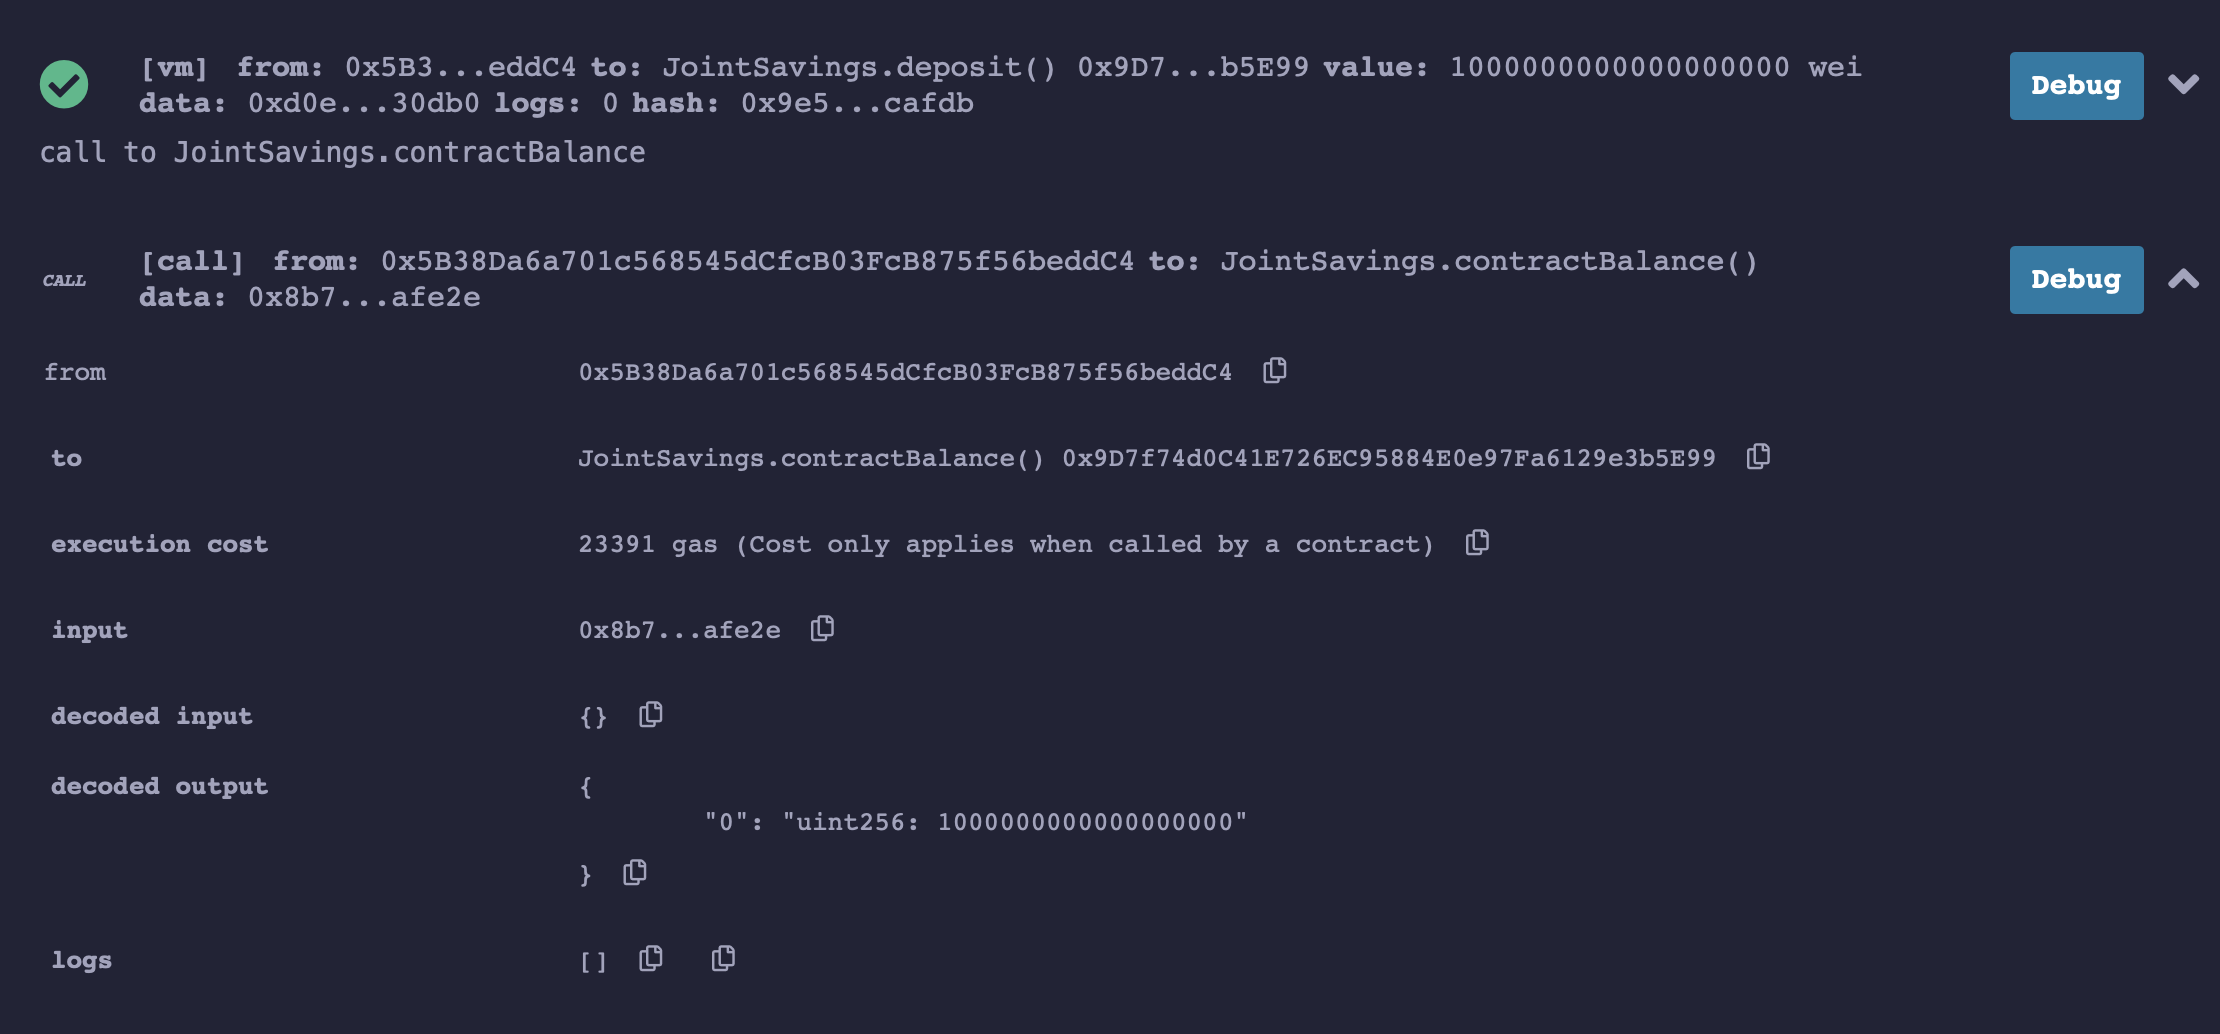 [vm] from: 0x5B3...eddC4 to: JointSavings.deposit() 0x9D7...b5E99 value: 1000000000000000000 wei
data: 0xd0e...30db0 logs: 0 hash: 0x9e5...cafdb
Debug
call to JointSavings.contractBalance
CALL
[call] from: 0x5B38Da6a701c568545dCfcB03FcB875f56beddC4 to: JointSavings.contractBalance()
data: 0x8b7...afe2e
Debug
from 0x5B38Da6a701c568545dCfcB03FcB875f56beddC4
to JointSavings.contractBalance() 0x9D7f74d0C41E726EC95884E0e97Fa6129e3b5E99
execution cost 23391 gas (Cost only applies when called by a contract)
input 0x8b7...afe2e
decoded input {}
decoded output {
"0": "uint256: 1000000000000000000"
}
logs []